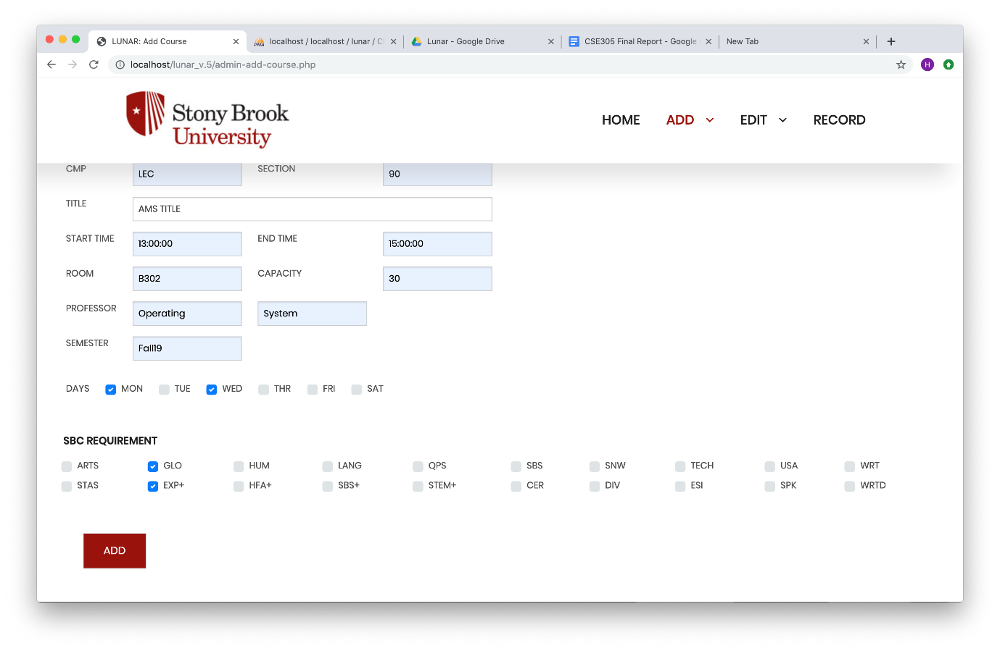 LUNAR: Add Course
localhost / localhost / lunar /
Lunar - Google Drive
CSE305 Final Report - Google
New Tab
localhost/lunar_v.5/admin-add-course.php
H
Stony Brook
University
HOME ADD EDIT RECORD
CMP LEC SECTION 90
TITLE AMS TITLE
START TIME 13:00:00 END TIME 15:00:00
ROOM B302 CAPACITY 30
PROFESSOR Operating System
SEMESTER Fall19
DAYS MON TUE WED THR FRI SAT
SBC REQUIREMENT
ARTS GLO HUM LANG QPS SBS SNW TECH USA WRT
STAS EXP+ HFA+ SBS+ STEM+ CER DIV ESI SPK WRTD
ADD